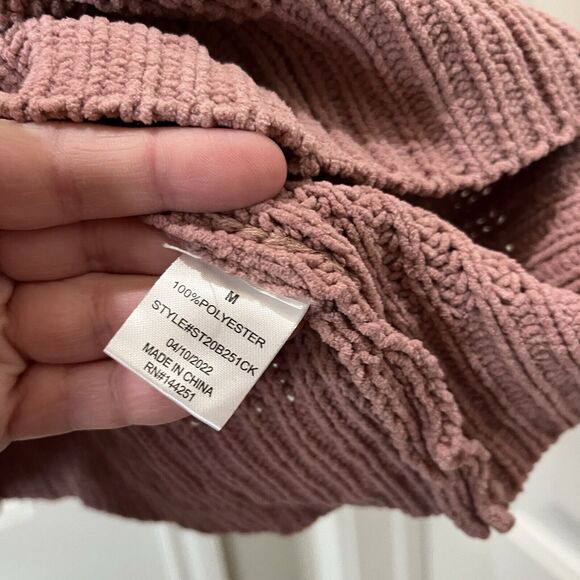 M
100%POLYESTER
STYLE#ST20B251CK
04/10/2022
MADE IN CHINA
RN#144251